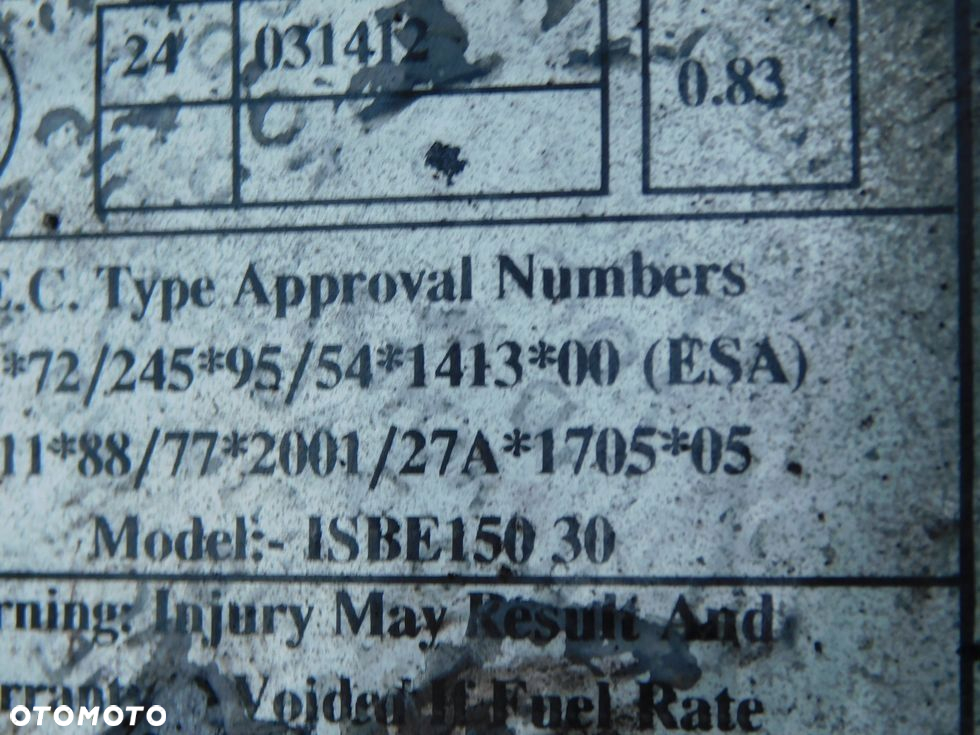 24 031412
0.83
E.C. Type Approval Numbers
*72/245*95/54*1413*00 (ESA)
11*88/77*2001/27A*1705*05
Model:- ISBE150 30
rning: Injury May Result And
arranty Voided If Fuel Rate
OTOMOTO